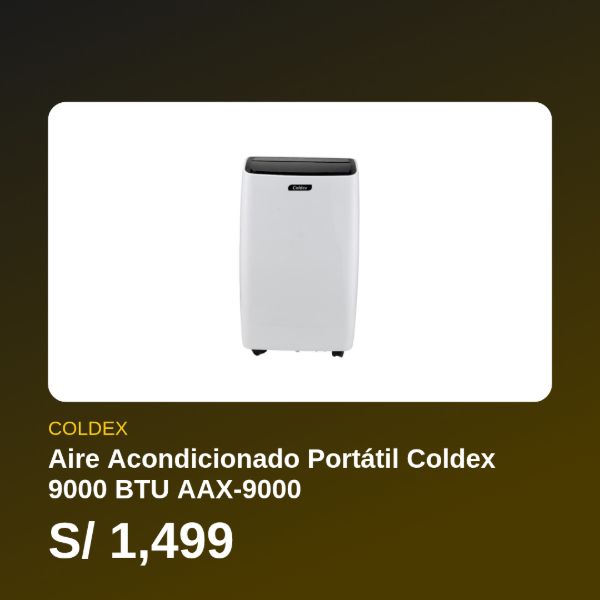 Coldex
COLDEX
Aire Acondicionado Portátil Coldex
9000 BTU AAX-9000
S/ 1,499